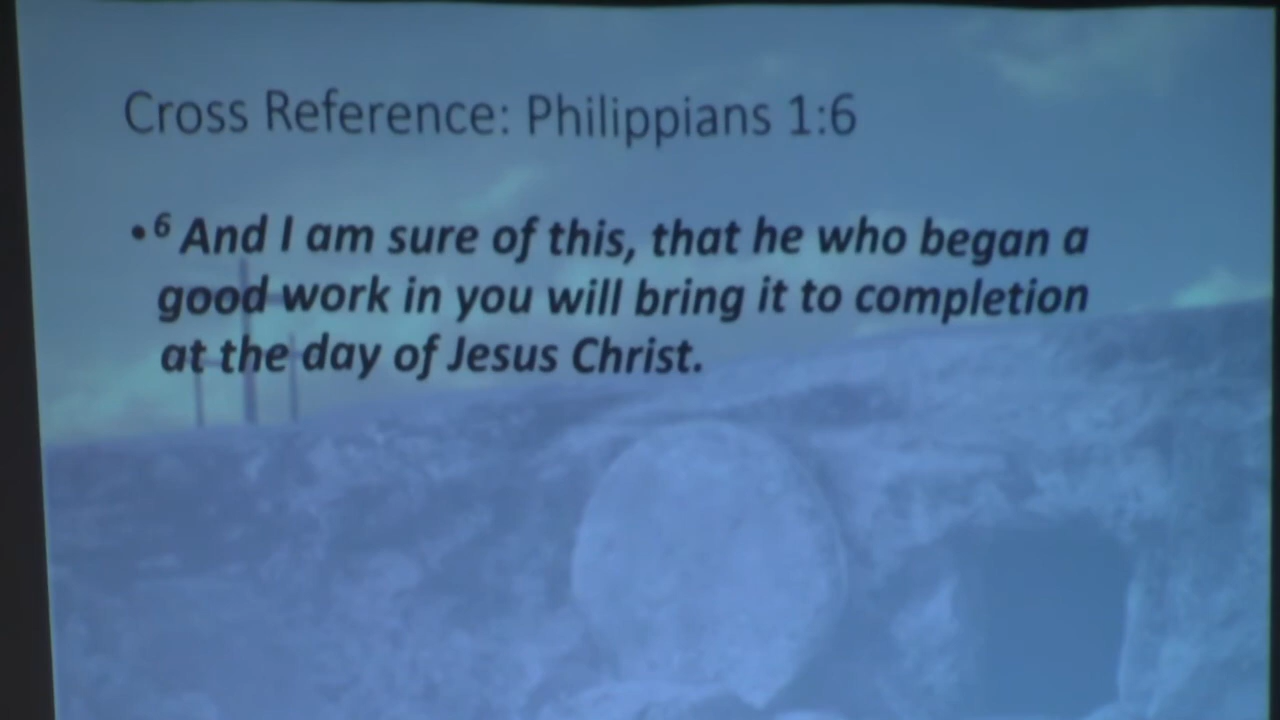 Cross Reference: Philippians 1:6
• 6 And I am sure of this, that he who began a
good work in you will bring it to completion
at the day of Jesus Christ.